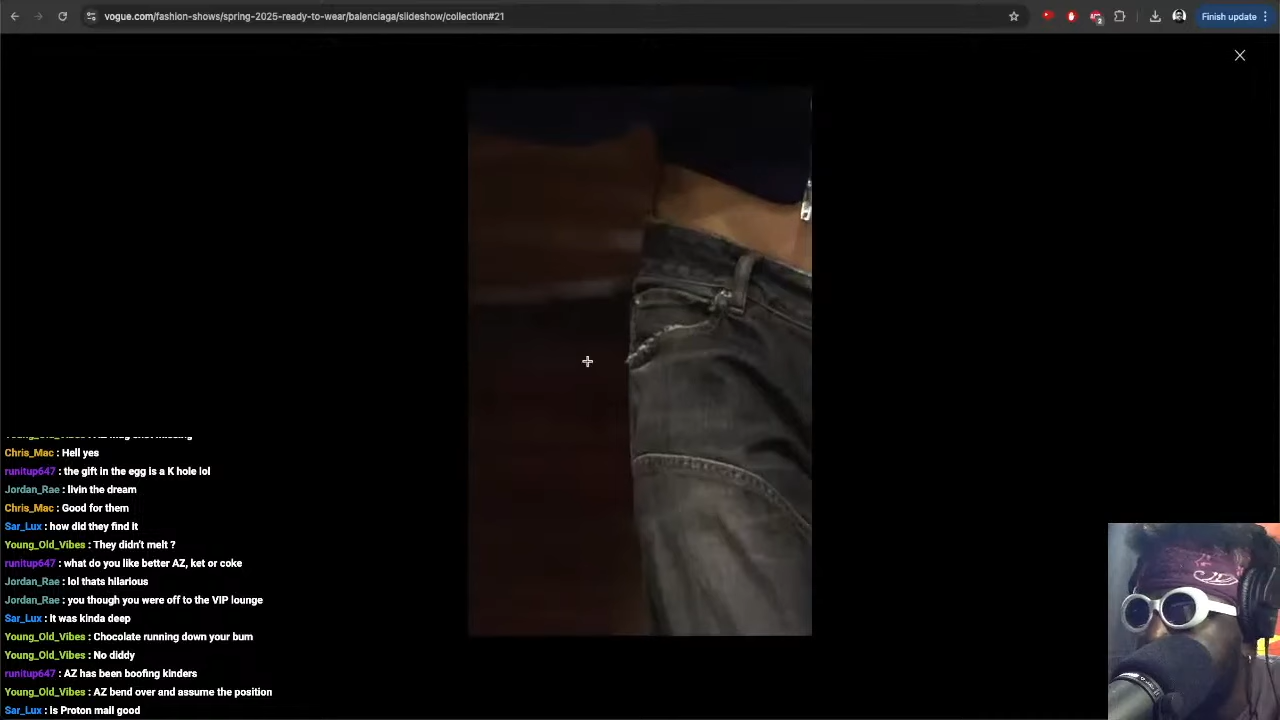 vogue.com/fashion-shows/spring-2025-ready-to-wear/balenciaga/slideshow/collection#21
Finish update
Chris_Mac : Hell yes
runitup647 : the gift in the egg is a K hole lol
Jordan_Rae : livin the dream
Chris_Mac : Good for them
Sar_Lux : how did they find it
Young_Old_Vibes : They didn't melt ?
runitup647 : what do you like better AZ, ket or coke
Jordan_Rae : lol thats hilarious
Jordan_Rae : you though you were off to the VIP lounge
Sar_Lux : It was kinda deep
Young_Old_Vibes : Chocolate running down your bum
Young_Old_Vibes : No diddy
runitup647 : AZ has been boofing kinders
Young_Old_Vibes : AZ bend over and assume the position
Sar_Lux : Is Proton mail good